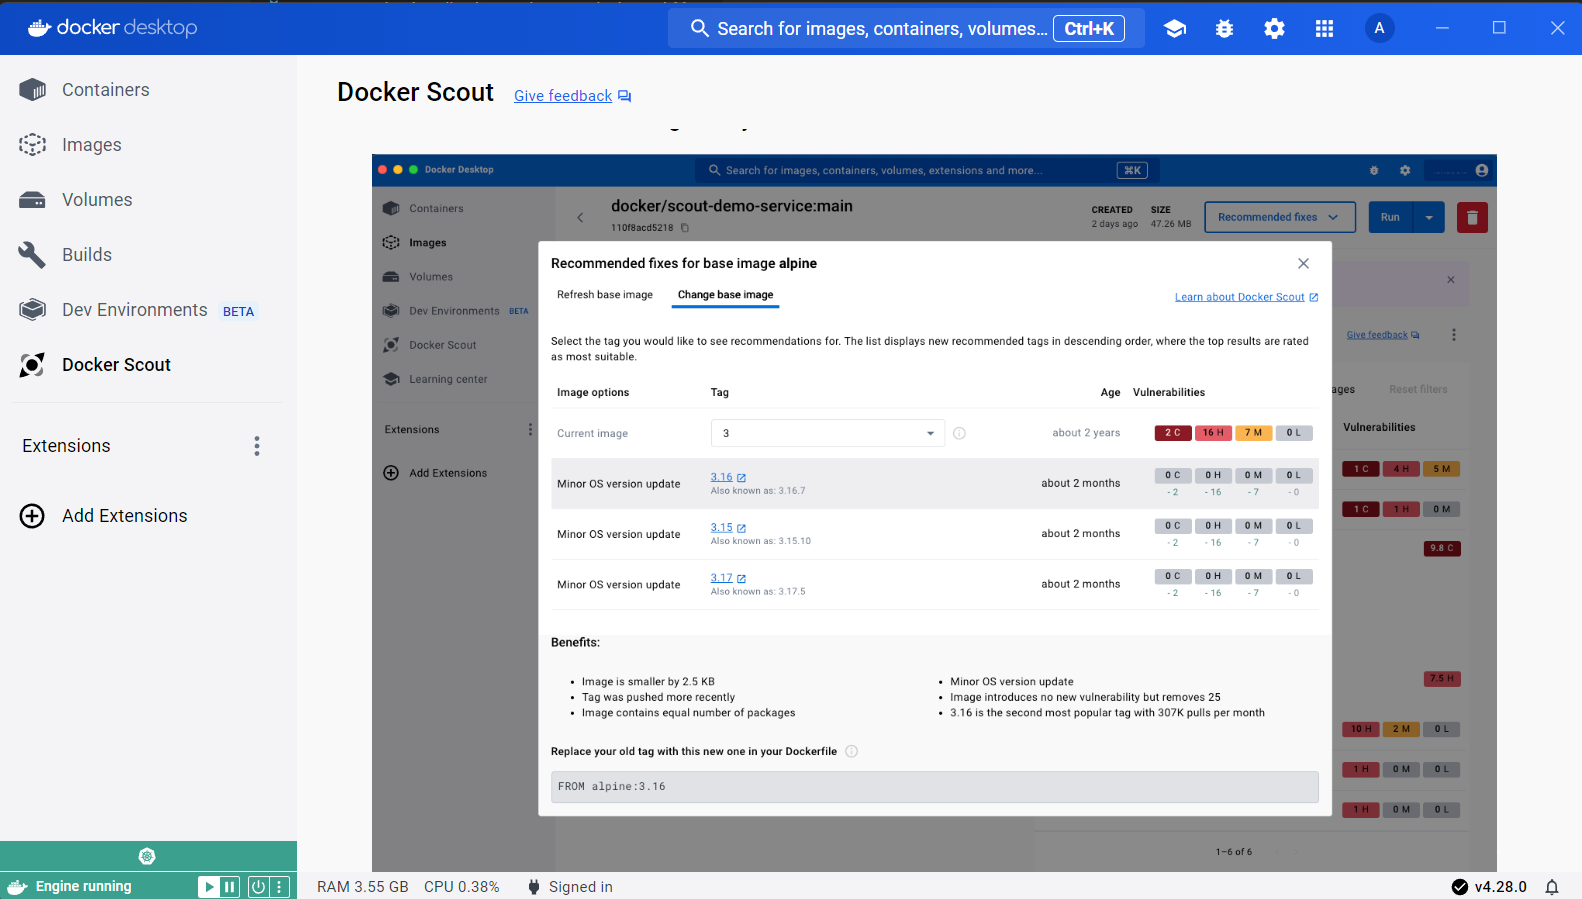 docker desktop
Search for images, containers, volumes... Ctrl+K
A
Containers
Images
Volumes
Builds
Dev Environments BETA
Docker Scout
Extensions
Add Extensions
Docker Scout Give feedback
Docker Desktop
Search for images, containers, volumes, extensions and more... ⌘K
Containers
Images
Volumes
Dev Environments BETA
Docker Scout
Learning center
Extensions
Add Extensions
docker/scout-demo-service:main
110f8acd5218
CREATED
2 days ago
SIZE
47.26 MB
Recommended fixes
Run
Give feedback
ages Reset filters
Vulnerabilities
1 C 4 H 5 M
1 C 1 H 0 M
9.8 C
7.5 H
10 H 2 M 0 L
1 H 0 M 0 L
1 H 0 M 0 L
1–6 of 6
Recommended fixes for base image alpine
Refresh base image Change base image Learn about Docker Scout
Select the tag you would like to see recommendations for. The list displays new recommended tags in descending order, where the top results are rated
as most suitable.
Image options Tag Age Vulnerabilities
Current image 3 about 2 years 2 C 16 H 7 M 0 L
Minor OS version update 3.16 about 2 months 0 C 0 H 0 M 0 L
Also known as: 3.16.7 - 2 - 16 - 7 - 0
Minor OS version update 3.15 about 2 months 0 C 0 H 0 M 0 L
Also known as: 3.15.10 - 2 - 16 - 7 - 0
Minor OS version update 3.17 about 2 months 0 C 0 H 0 M 0 L
Also known as: 3.17.5 - 2 - 16 - 7 - 0
Benefits:
• Image is smaller by 2.5 KB
• Tag was pushed more recently
• Image contains equal number of packages
• Minor OS version update
• Image introduces no new vulnerability but removes 25
• 3.16 is the second most popular tag with 307K pulls per month
Replace your old tag with this new one in your Dockerfile
FROM alpine:3.16
Engine running
RAM 3.55 GB CPU 0.38% Signed in
v4.28.0